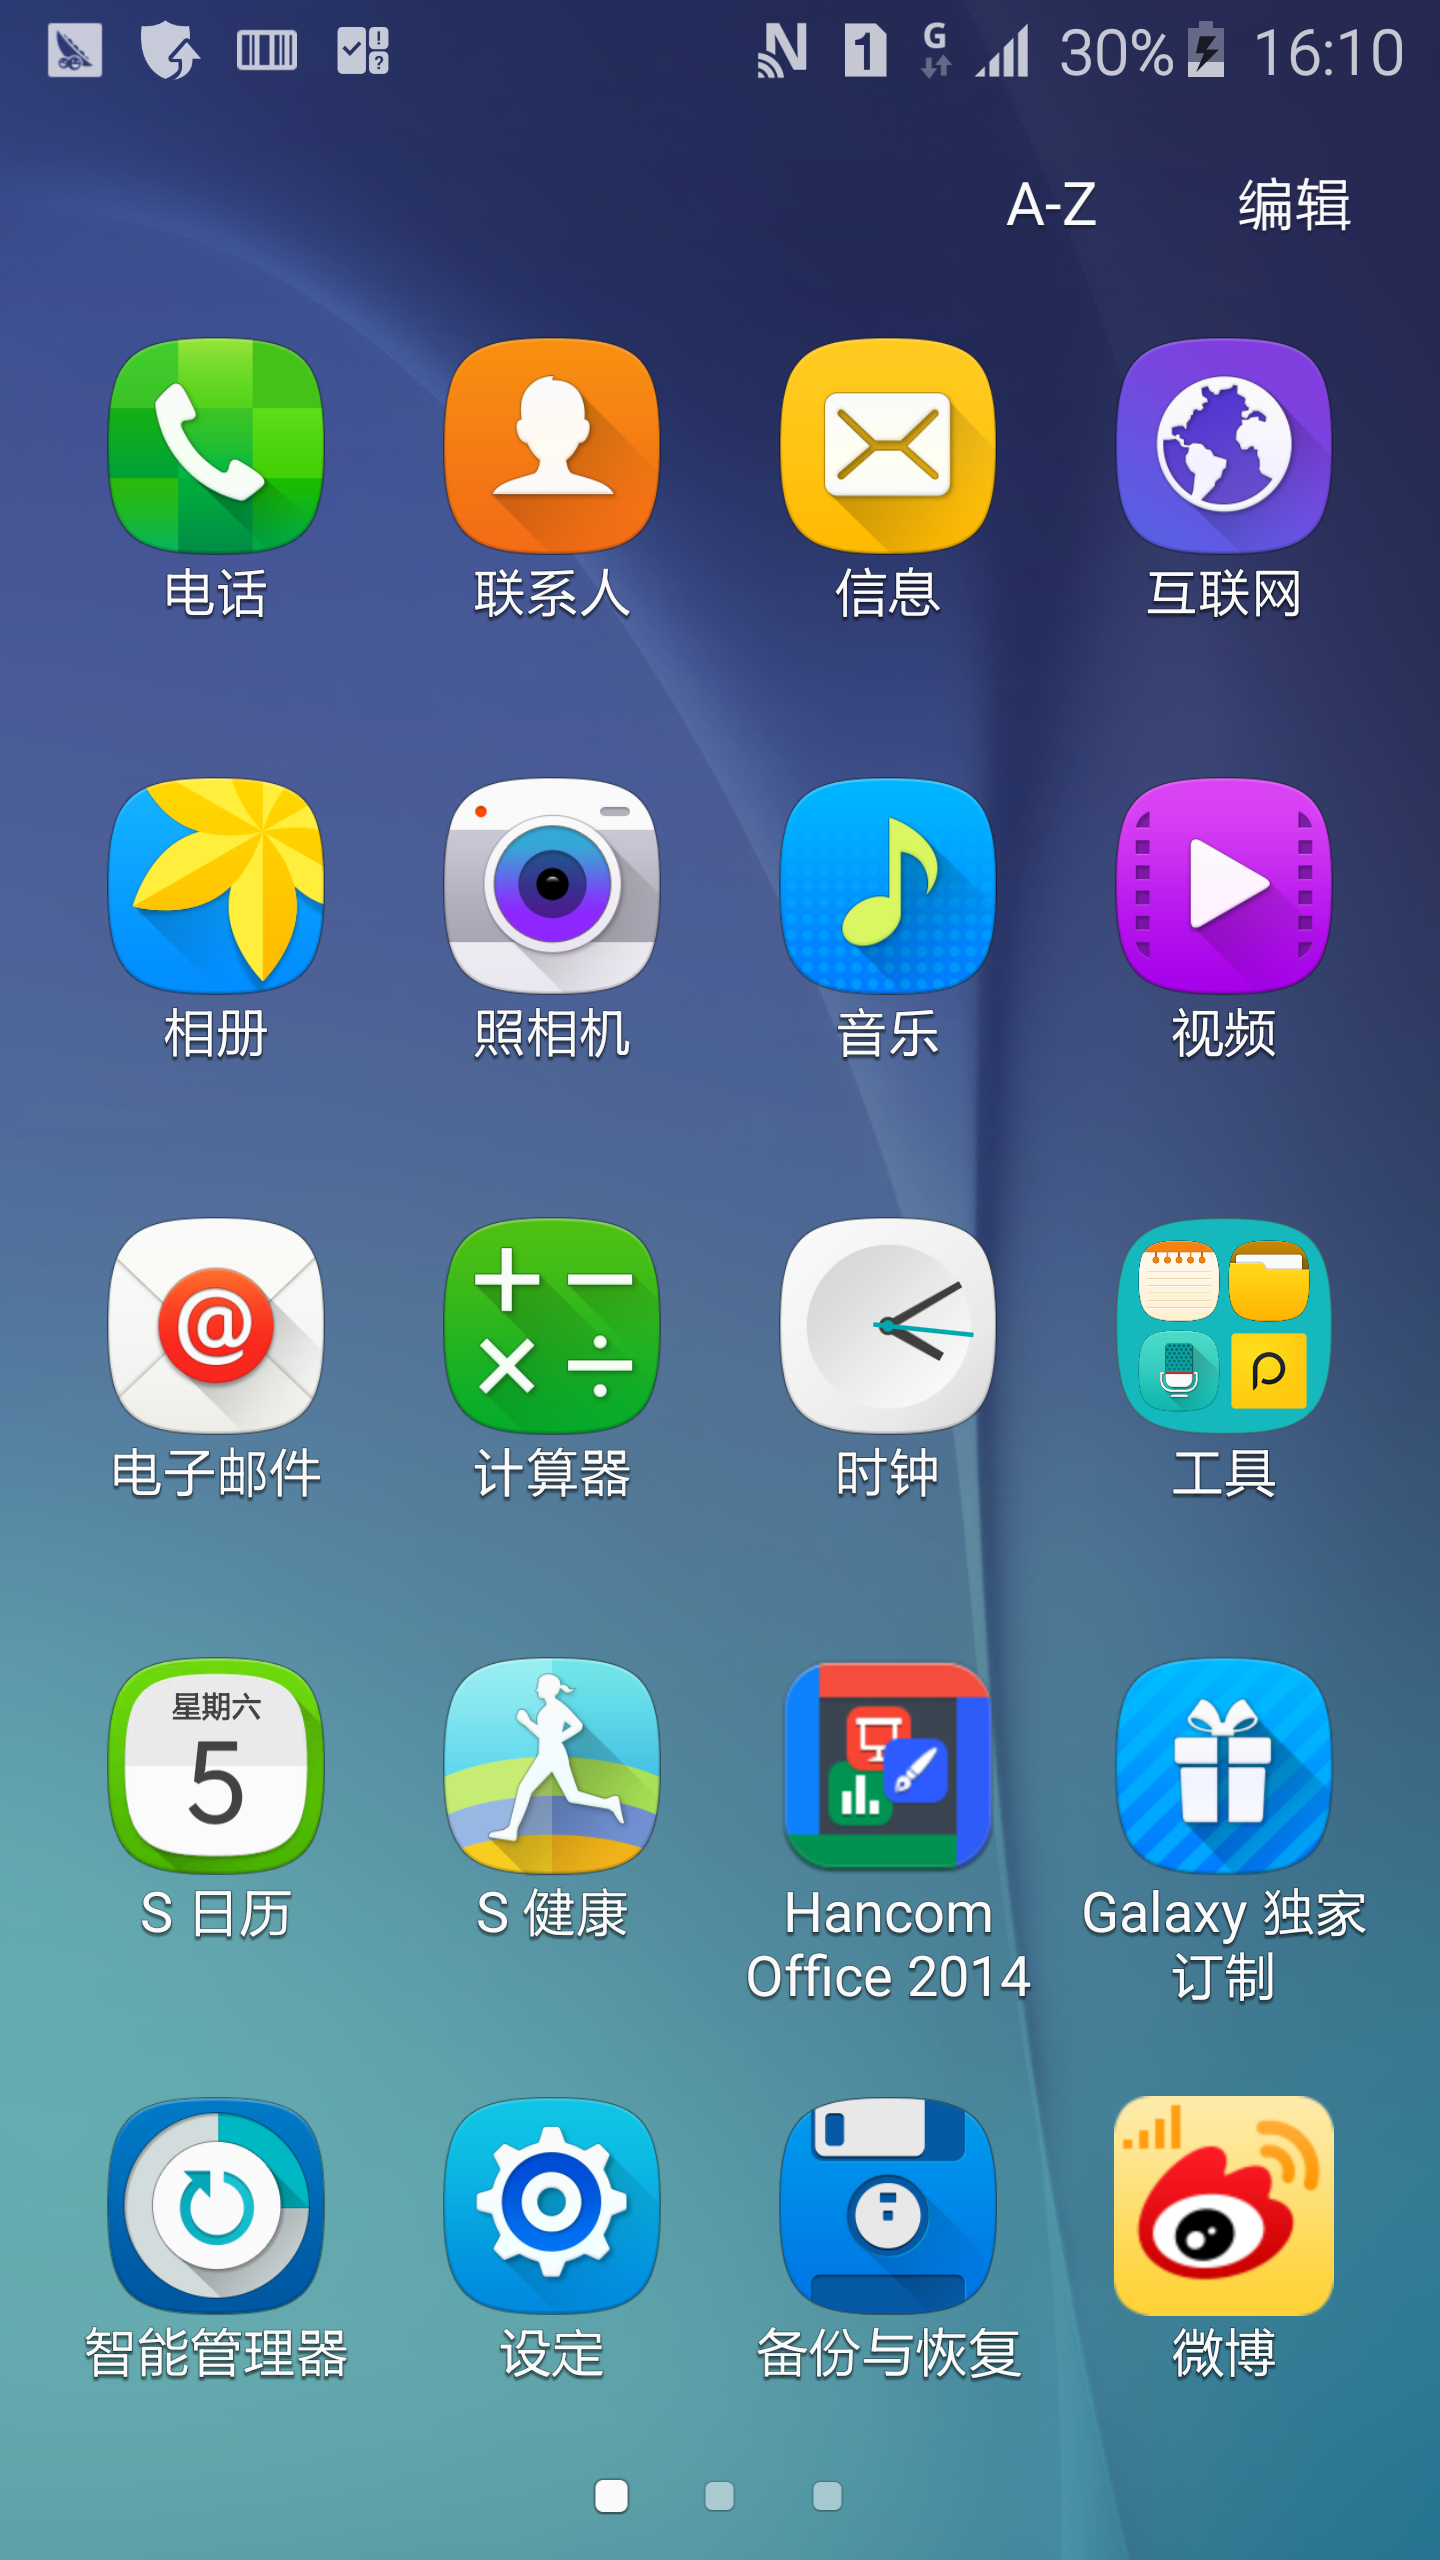 1 G 30% 16:10
A-Z 编辑
电话 联系人 信息 互联网
相册 照相机 音乐 视频
@
电子邮件 计算器 时钟 工具
星期六
5
S 日历 S 健康 Hancom Galaxy 独家
Office 2014 订制
智能管理器 设定 备份与恢复 微博